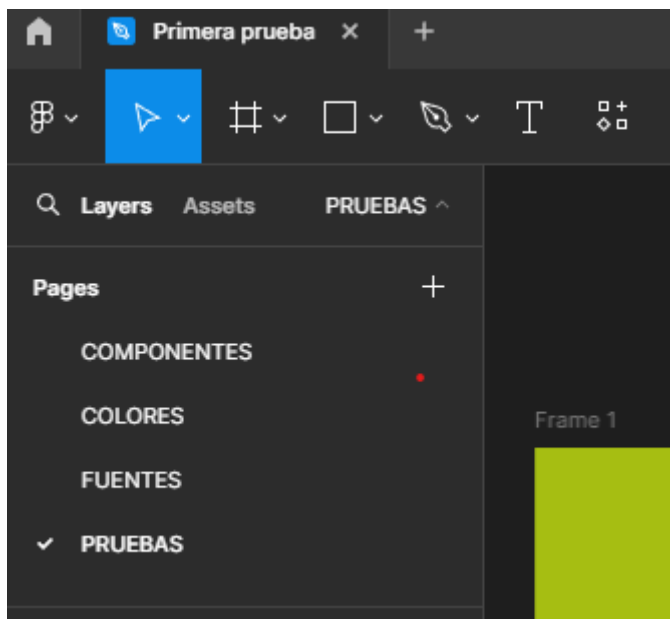 Primera prueba
Layers Assets PRUEBAS
Pages
COMPONENTES
COLORES
Frame 1
FUENTES
PRUEBAS